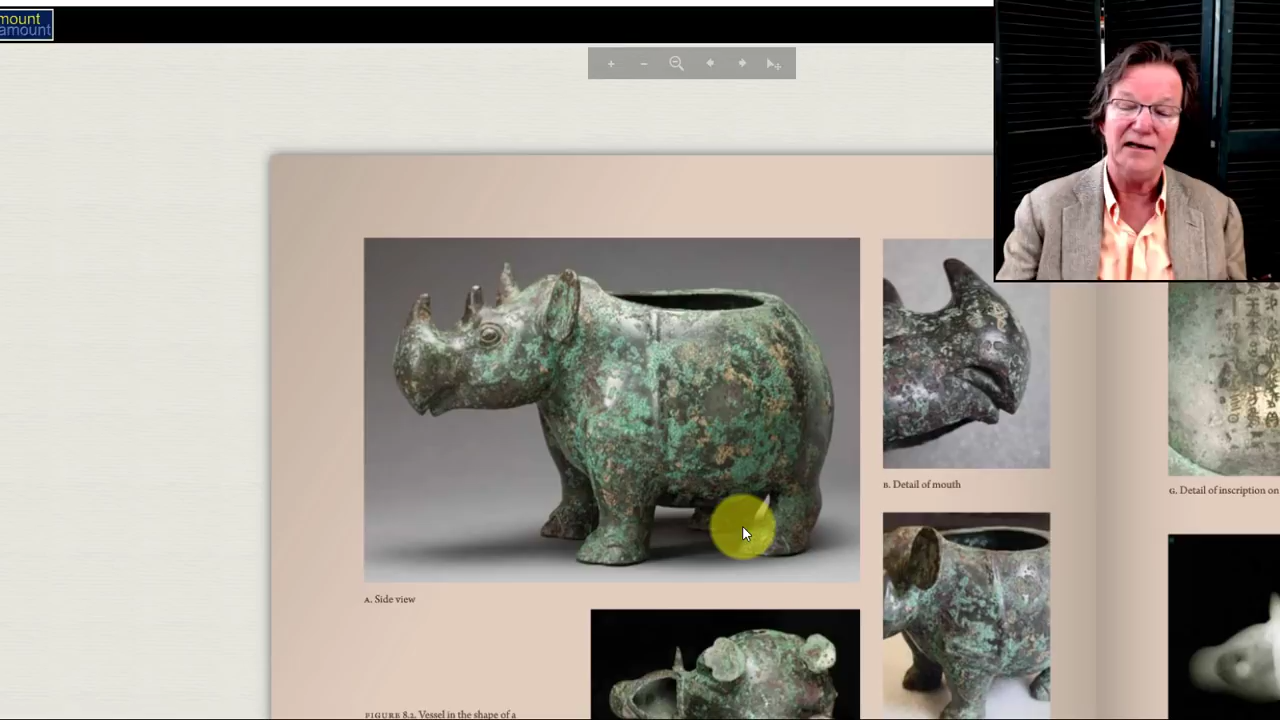 mount
amount
A. Side view
B. Detail of mouth
G. Detail of inscription on
FIGURE 8.2. Vessel in the shape of a